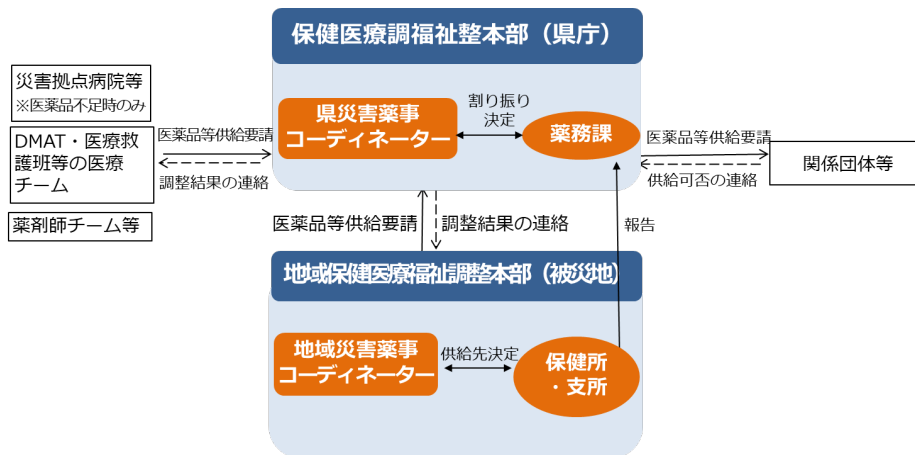 保健医療調福祉整本部（県庁）
災害拠点病院等
※医薬品不足時のみ
DMAT・医療救
護班等の医療
チーム
薬剤師チーム等
医薬品等供給要請
調整結果の連絡
県災害薬事
コーディネーター
割り振り
決定
薬務課
医薬品等供給要請
供給可否の連絡
関係団体等
医薬品等供給要請
調整結果の連絡
報告
地域保健医療福祉調整本部（被災地）
地域災害薬事
コーディネーター
供給先決定
保健所
・支所